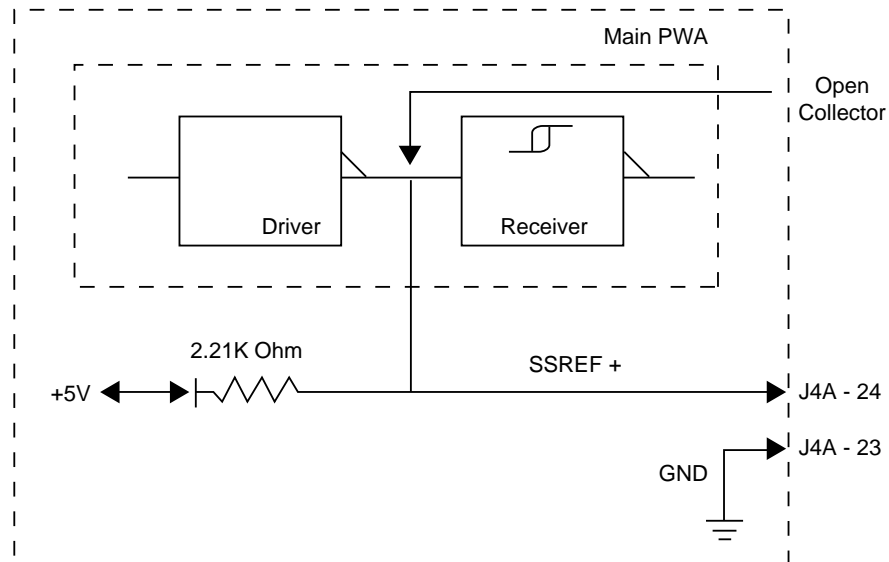 Main PWA
Open
Collector
Driver
Receiver
2.21K Ohm
SSREF +
+5V
J4A - 24
J4A - 23
GND